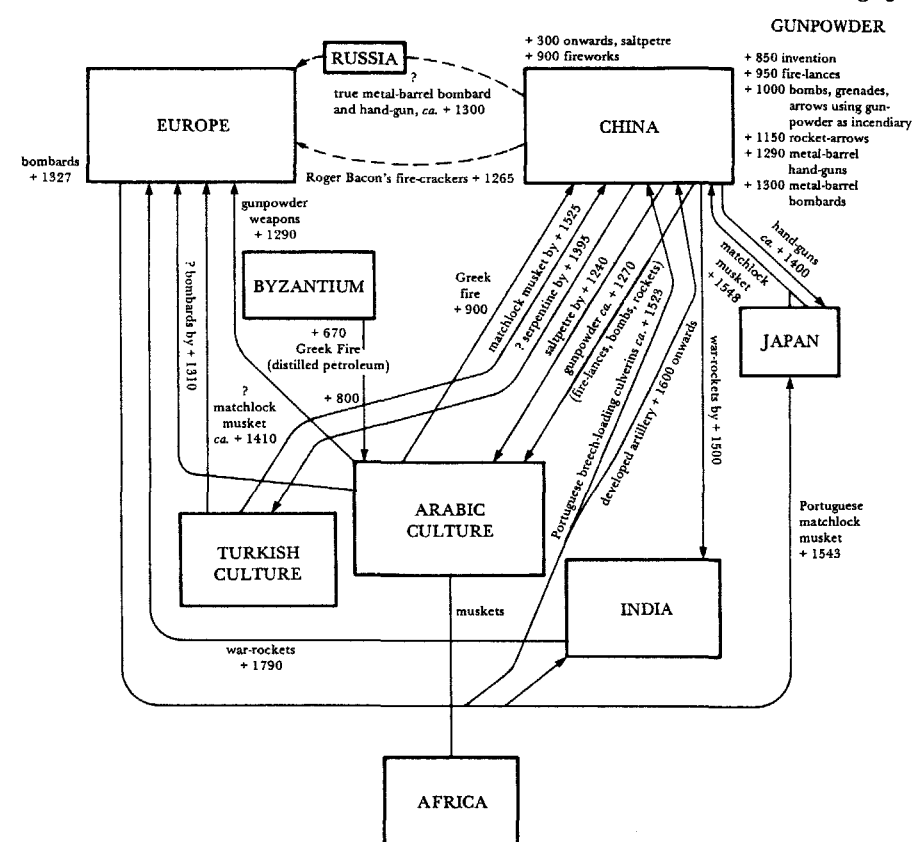 GUNPOWDER
+ 300 onwards, saltpetre
+ 900 fireworks
+ 850 invention
+ 950 fire-lances
+ 1000 bombs, grenades,
arrows using gun-
powder as incendiary
+ 1150 rocket-arrows
+ 1290 metal-barrel
hand-guns
+ 1300 metal-barrel
bombards
RUSSIA
?
true metal-barrel bombard
and hand-gun, ca. + 1300
EUROPE
CHINA
bombards
+ 1327
Roger Bacon's fire-crackers + 1265
gunpowder
weapons
+ 1290
BYZANTIUM
+ 670
Greek Fire
(distilled petroleum)
+ 800
? bombards by + 1310
?
matchlock
musket
ca. + 1410
Greek
fire
+ 900
matchlock musket by + 1525
? serpentine by + 1395
saltpetre by + 1240
gunpowder ca. + 1270
(fire-lances, bombs, rockets)
Portuguese breech-loading culverins ca. + 1523
developed artillery + 1600 onwards
war-rockets by + 1500
hand-guns
ca. + 1400
matchlock
musket
+ 1548
JAPAN
Portuguese
matchlock
musket
+ 1543
ARABIC
CULTURE
TURKISH
CULTURE
INDIA
muskets
war-rockets
+ 1790
AFRICA